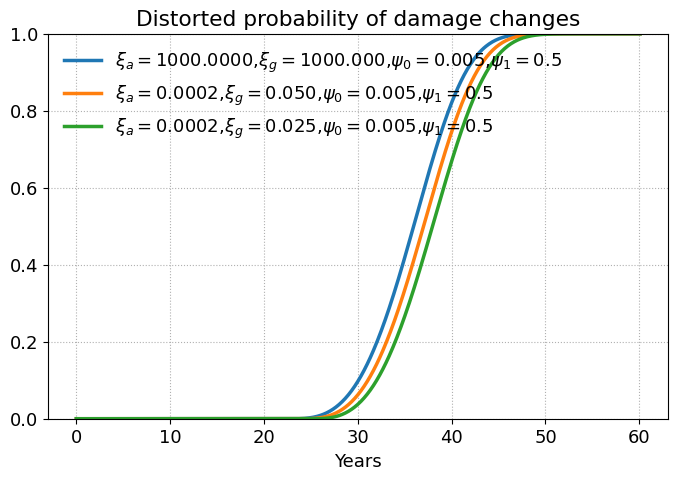 Distorted probability of damage changes
1.0
0.8
0.6
0.4
0.2
0.0
ξₐ = 1000.0000,ξ_g = 1000.000,ψ₀ = 0.005,ψ₁ = 0.5
ξₐ = 0.0002,ξ_g = 0.050,ψ₀ = 0.005,ψ₁ = 0.5
ξₐ = 0.0002,ξ_g = 0.025,ψ₀ = 0.005,ψ₁ = 0.5
0 10 20 30 40 50 60
Years